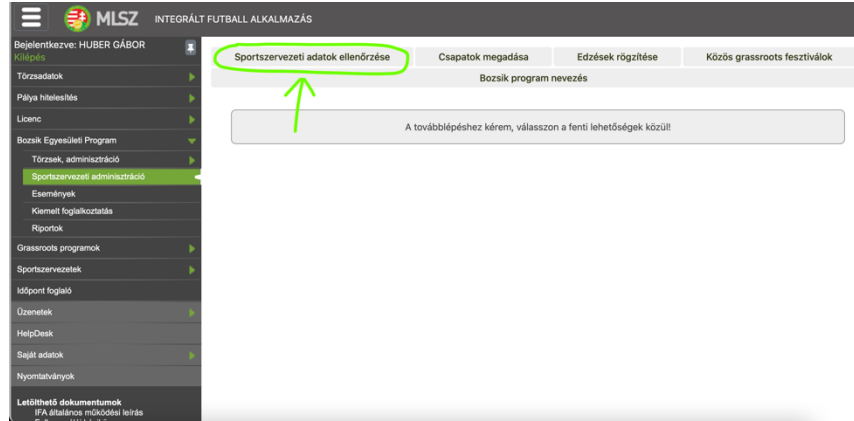 MLSZ INTEGRÁLT FUTBALL ALKALMAZÁS
Bejelentkezve: HUBER GÁBOR
Kilépés
Törzsadatok
Pálya hitelesítés
Licenc
Bozsik Egyesületi Program
Törzsek, adminisztráció
Sportszervezeti adminisztráció
Események
Kiemelt foglalkoztatás
Riportok
Grassroots programok
Sportszervezetek
Időpont foglaló
Üzenetek
HelpDesk
Saját adatok
Nyomtatványok
Letölthető dokumentumok
IFA általános működési leírás
Sportszervezeti adatok ellenőrzése Csapatok megadása Edzések rögzítése Közös grassroots fesztiválok
Bozsik program nevezés
A továbblépéshez kérem, válasszon a fenti lehetőségek közül!